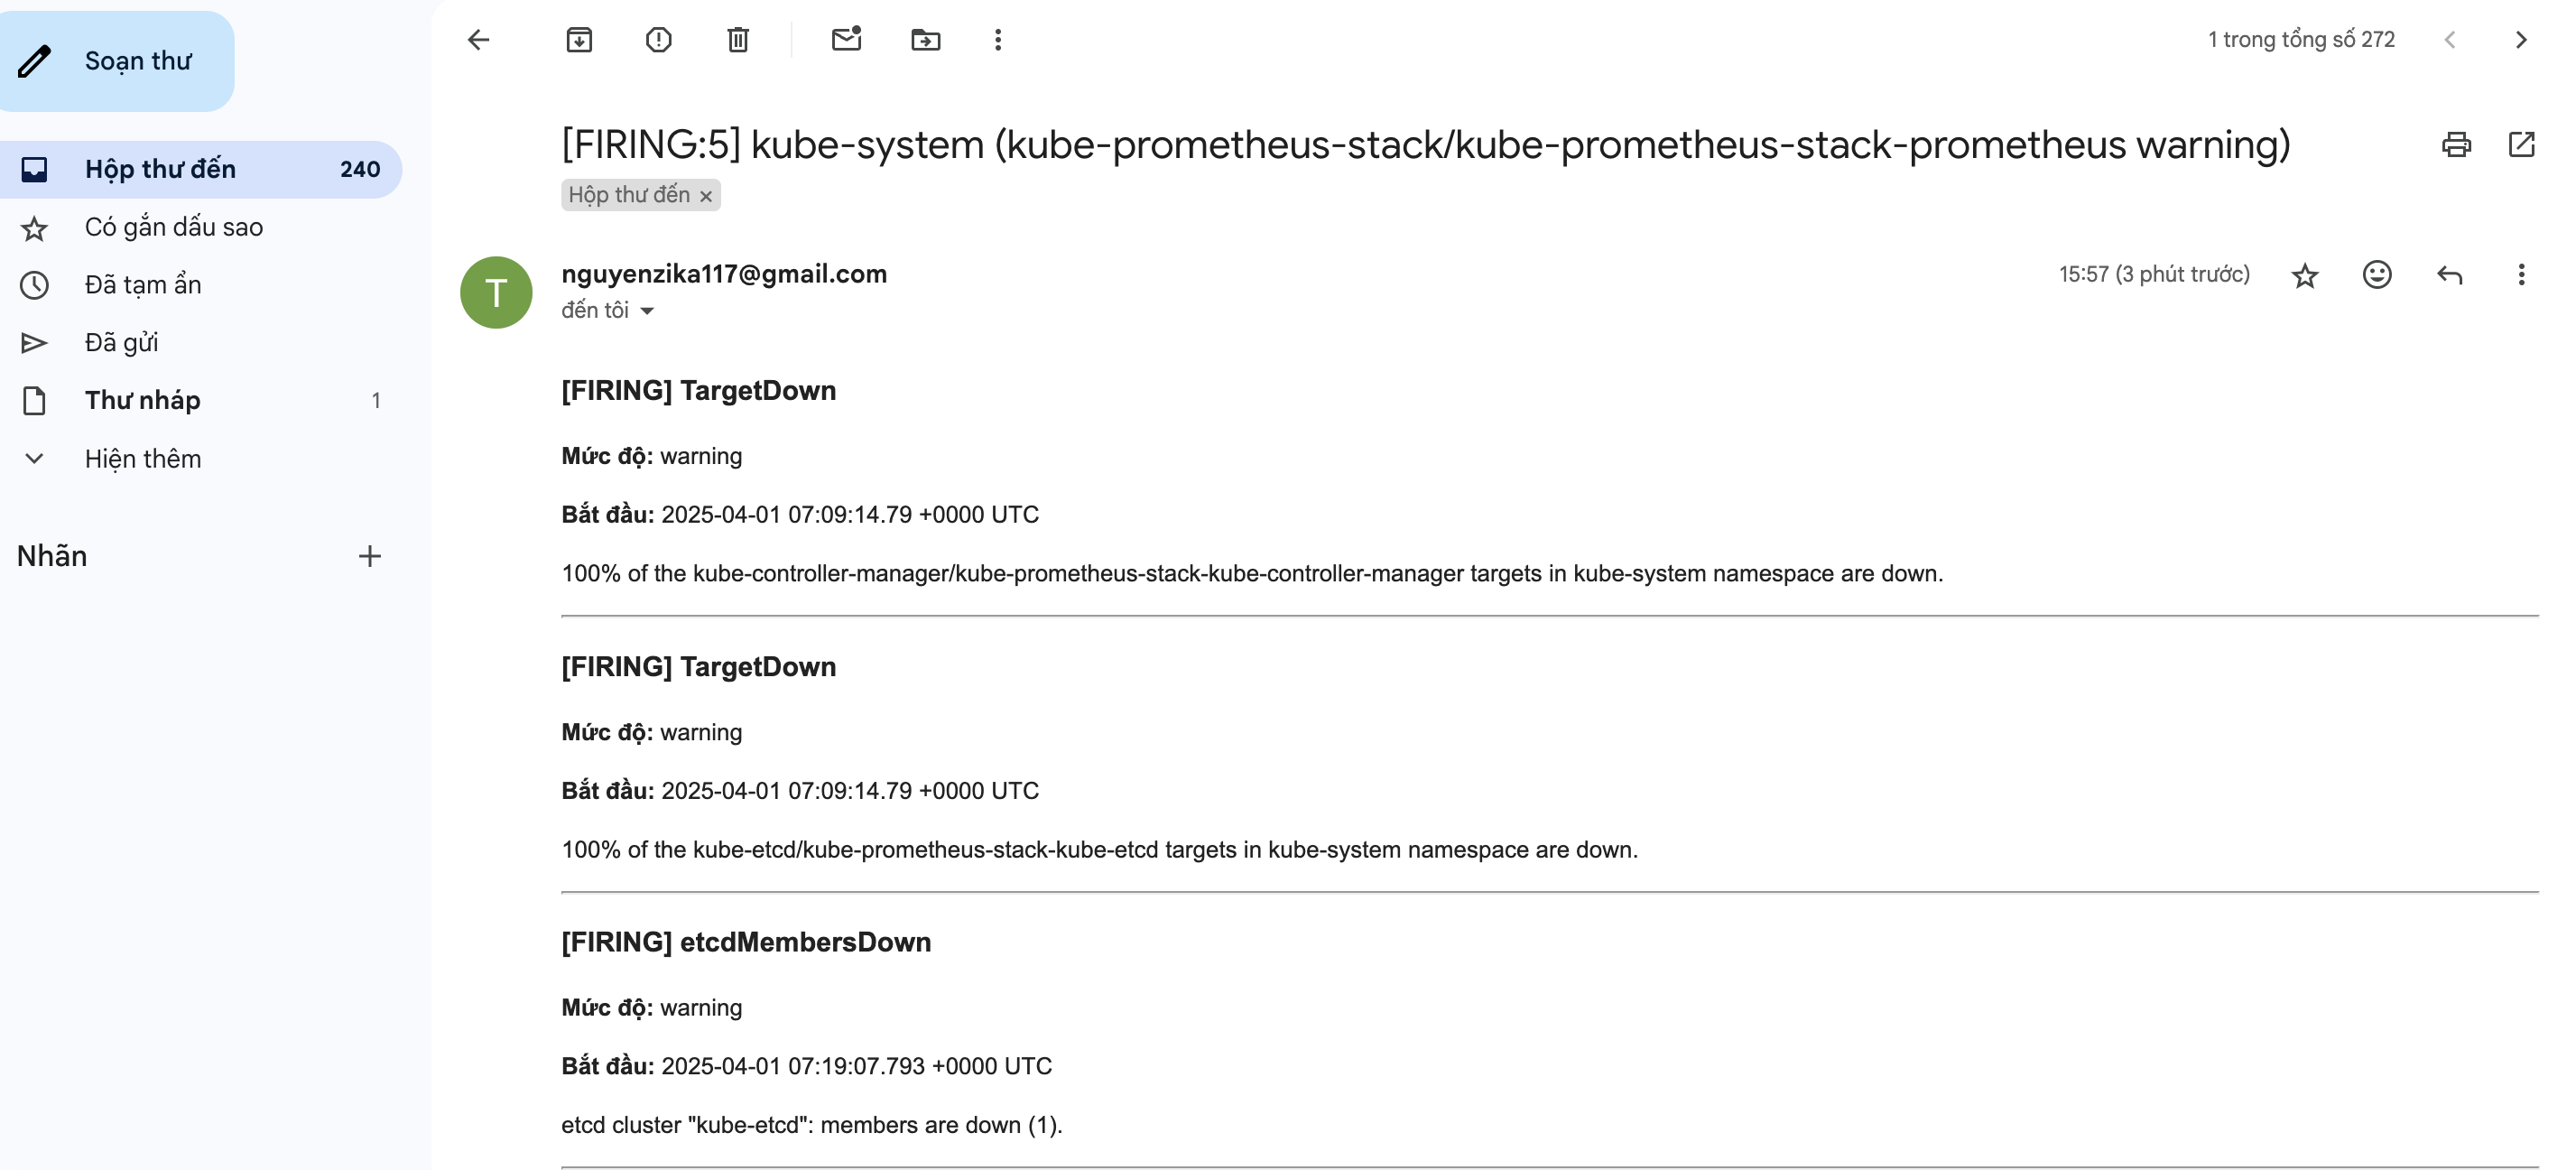 Soạn thư
1 trong tổng số 272
Hộp thư đến 240
Có gắn dấu sao
Đã tạm ẩn
Đã gửi
Thư nháp 1
Hiện thêm
Nhãn
[FIRING:5] kube-system (kube-prometheus-stack/kube-prometheus-stack-prometheus warning)
Hộp thư đến
T
nguyenzika117@gmail.com
15:57 (3 phút trước)
đến tôi
[FIRING] TargetDown
Mức độ: warning
Bắt đầu: 2025-04-01 07:09:14.79 +0000 UTC
100% of the kube-controller-manager/kube-prometheus-stack-kube-controller-manager targets in kube-system namespace are down.
[FIRING] TargetDown
Mức độ: warning
Bắt đầu: 2025-04-01 07:09:14.79 +0000 UTC
100% of the kube-etcd/kube-prometheus-stack-kube-etcd targets in kube-system namespace are down.
[FIRING] etcdMembersDown
Mức độ: warning
Bắt đầu: 2025-04-01 07:19:07.793 +0000 UTC
etcd cluster "kube-etcd": members are down (1).